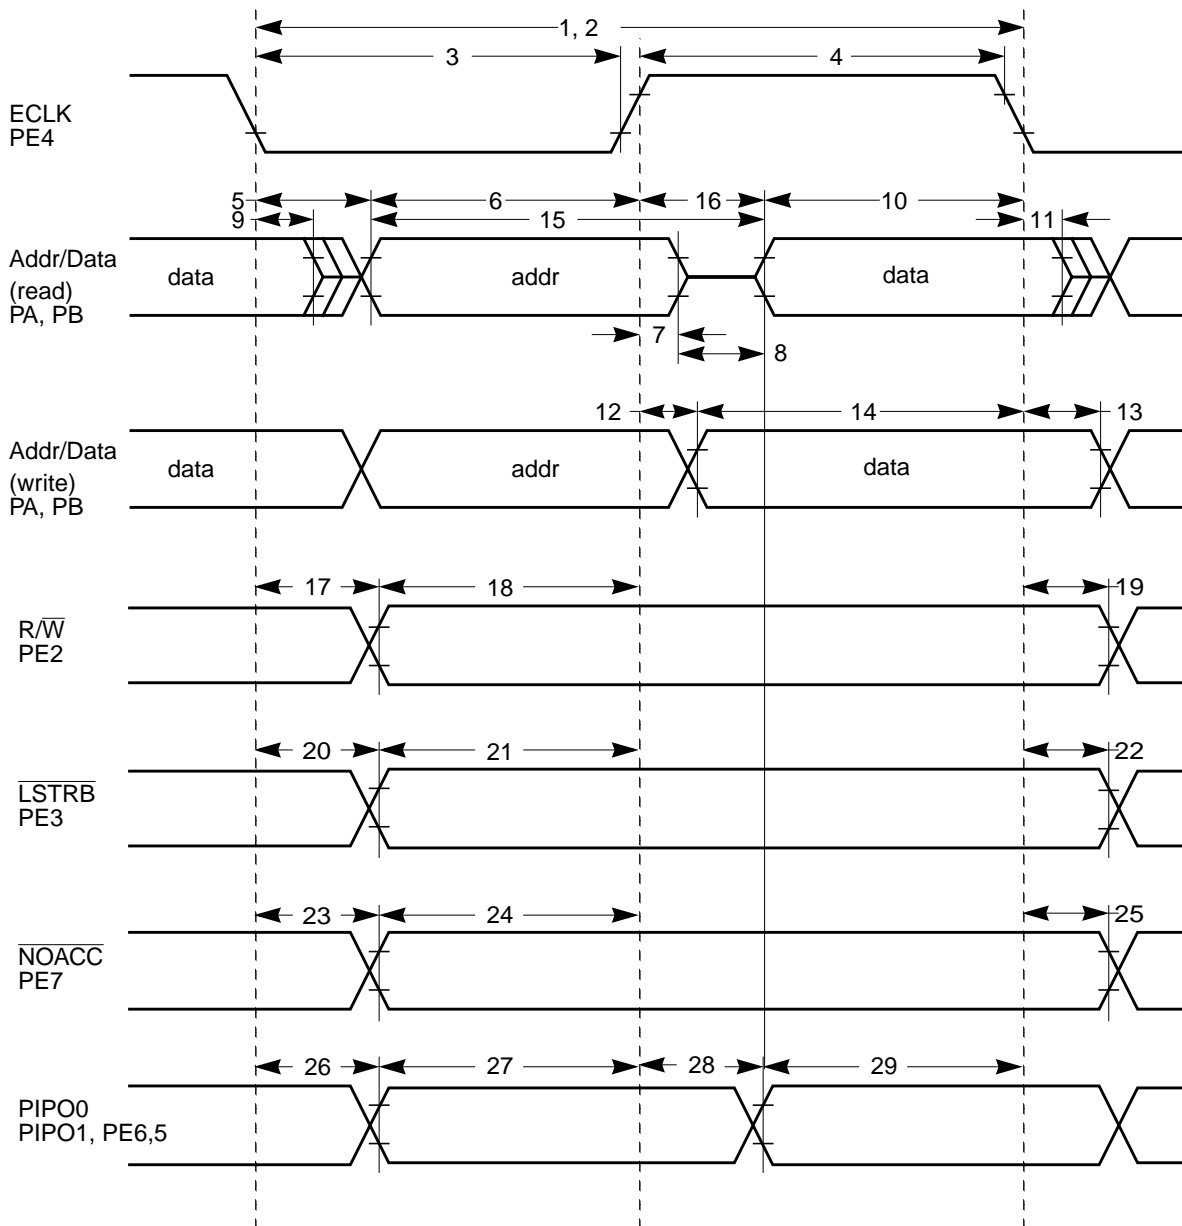 1, 2
3
4
ECLK
PE4
5
6
16
10
9
15
11
Addr/Data
(read)
PA, PB
data
addr
data
7
8
12
14
13
Addr/Data
(write)
PA, PB
data
addr
data
17
18
19
R/W
PE2
20
21
22
LSTRB
PE3
23
24
25
NOACC
PE7
26
27
28
29
PIPO0
PIPO1, PE6,5